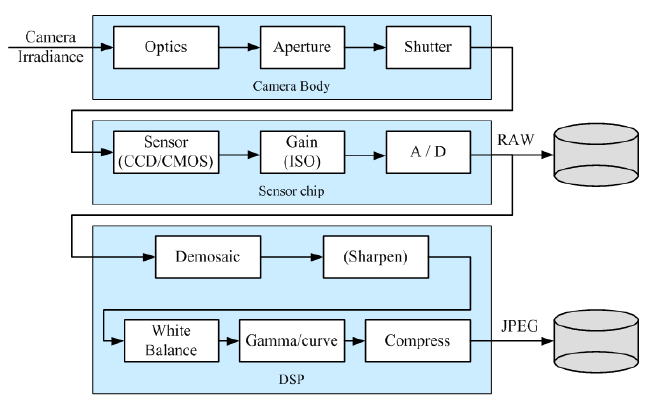 Camera
Irradiance
Optics
Aperture
Shutter
Camera Body
Sensor
(CCD/CMOS)
Gain
(ISO)
A / D
RAW
Sensor chip
Demosaic
(Sharpen)
White
Balance
Gamma/curve
Compress
JPEG
DSP